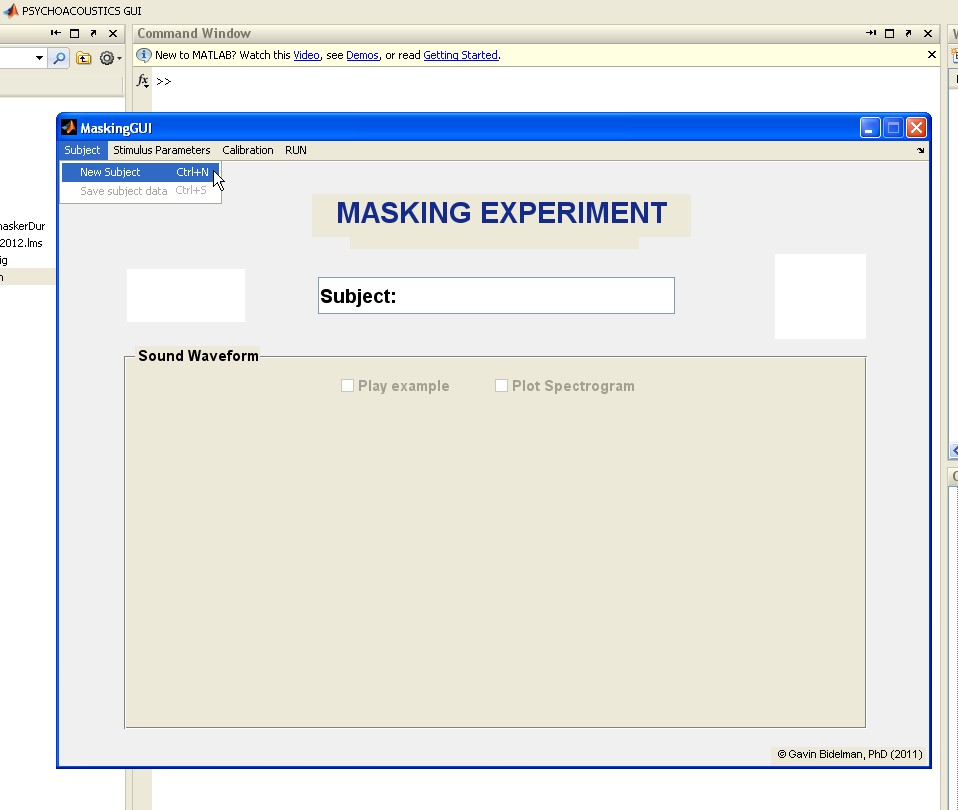 PSYCHOACOUSTICS GUI
Command Window
New to MATLAB? Watch this Video, see Demos, or read Getting Started.
fx >>
MaskingGUI
Subject Stimulus Parameters Calibration RUN
New Subject Ctrl+N
Save subject data Ctrl+S
MASKING EXPERIMENT
naskerDur
2012.lms
ig
n
Subject:
Sound Waveform
Play example Plot Spectrogram
© Gavin Bidelman, PhD (2011)